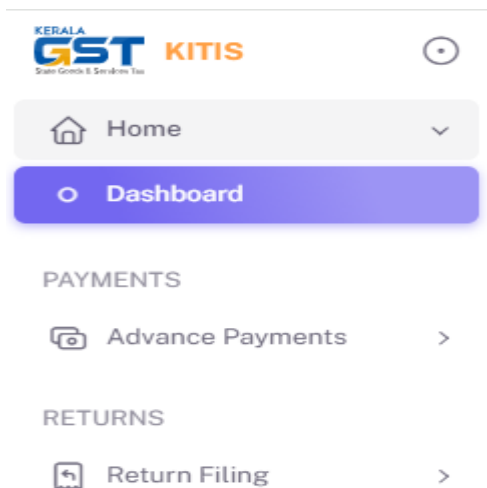 KERALA
GST KITIS
State Goods & Services Tax
Home
Dashboard
PAYMENTS
Advance Payments
RETURNS
Return Filing